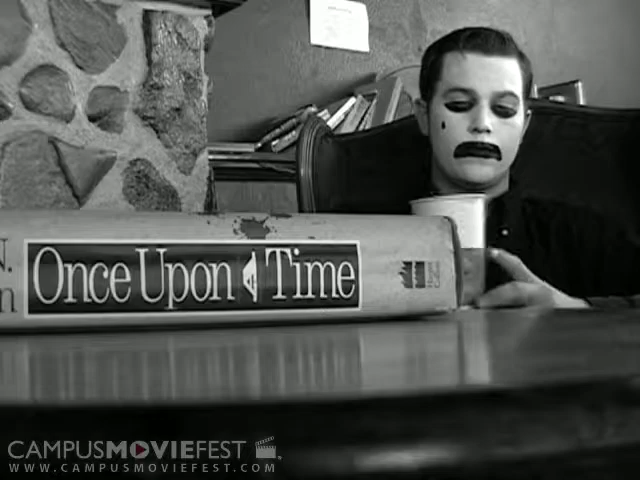 N.
n
Once Upon A Time
CAMPUSMOVIEFEST
WWW.CAMPUSMOVIEFEST.COM